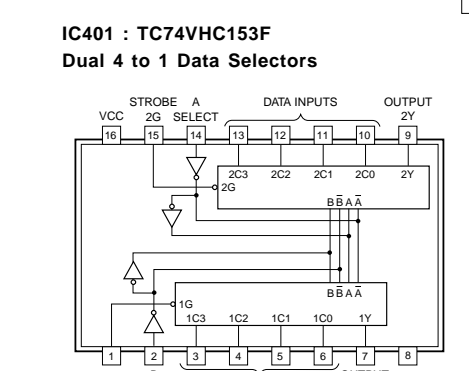 IC401 : TC74VHC153F
Dual 4 to 1 Data Selectors
STROBE A DATA INPUTS OUTPUT
VCC 2G SELECT 2Y
16 15 14 13 12 11 10 9
2C3 2C2 2C1 2C0 2Y
2G
B B̅ A A̅
B B̅ A A̅
1G
1C3 1C2 1C1 1C0 1Y
1 2 3 4 5 6 7 8